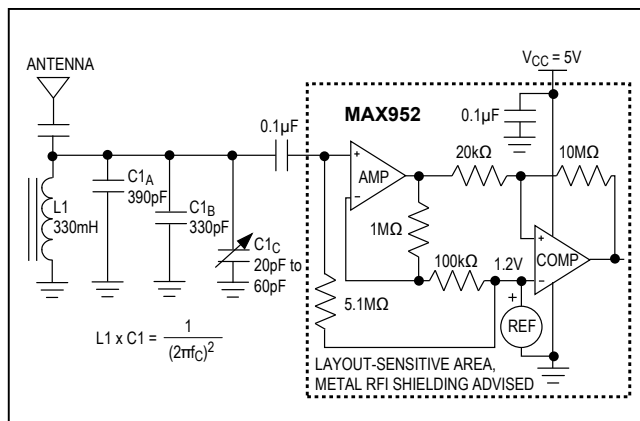 ANTENNA
V_CC = 5V
0.1µF
MAX952
0.1µF
20kΩ
10MΩ
+
AMP
−
L1
330mH
C1_A
390pF
C1_B
330pF
C1_C
20pF to
60pF
1MΩ
100kΩ
1.2V
+
COMP
−
5.1MΩ
+
REF
L1 x C1 = 1 / (2πf_C)^2
LAYOUT-SENSITIVE AREA,
METAL RFI SHIELDING ADVISED